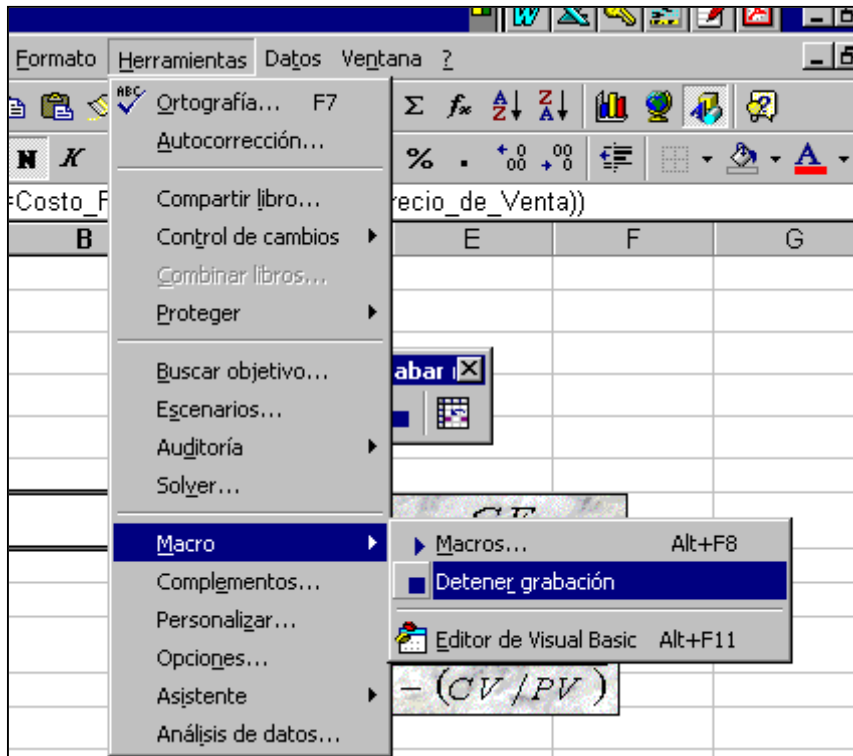 Formato Herramientas Datos Ventana ?
ABC Ortografía... F7
Autocorrección...
N K % .
=Costo_F recio_de_Venta))
B E F G
Compartir libro...
Control de cambios
Combinar libros...
Proteger
Buscar objetivo...
abar
Escenarios...
Auditoría
Solver...
CF
Macro
Macros... Alt+F8
Complementos...
Detener grabación
Personalizar...
Editor de Visual Basic Alt+F11
Opciones...
Asistente
− (CV/PV)
Análisis de datos...